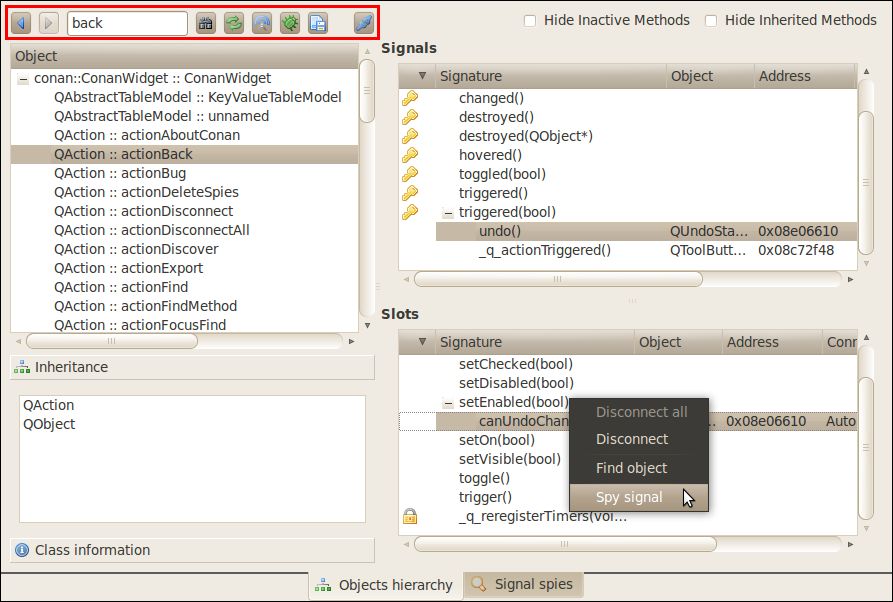 back
Hide Inactive Methods
Hide Inherited Methods
Object
conan::ConanWidget :: ConanWidget
QAbstractTableModel :: KeyValueTableModel
QAbstractTableModel :: unnamed
QAction :: actionAboutConan
QAction :: actionBack
QAction :: actionBug
QAction :: actionDeleteSpies
QAction :: actionDisconnect
QAction :: actionDisconnectAll
QAction :: actionDiscover
QAction :: actionExport
QAction :: actionFind
QAction :: actionFindMethod
QAction :: actionFocusFind
Inheritance
QAction
QObject
Class information
Signals
Signature Object Address
changed()
destroyed()
destroyed(QObject*)
hovered()
toggled(bool)
triggered()
triggered(bool)
undo() QUndoSta... 0x08e06610
_q_actionTriggered() QToolButt... 0x08c72f48
Slots
Signature Object Address Conn
setChecked(bool)
setDisabled(bool)
setEnabled(bool)
canUndoChan ... 0x08e06610 Auto
setOn(bool)
setVisible(bool)
toggle()
trigger()
_q_reregisterTimers(voi...
Disconnect all
Disconnect
Find object
Spy signal
Objects hierarchy
Signal spies